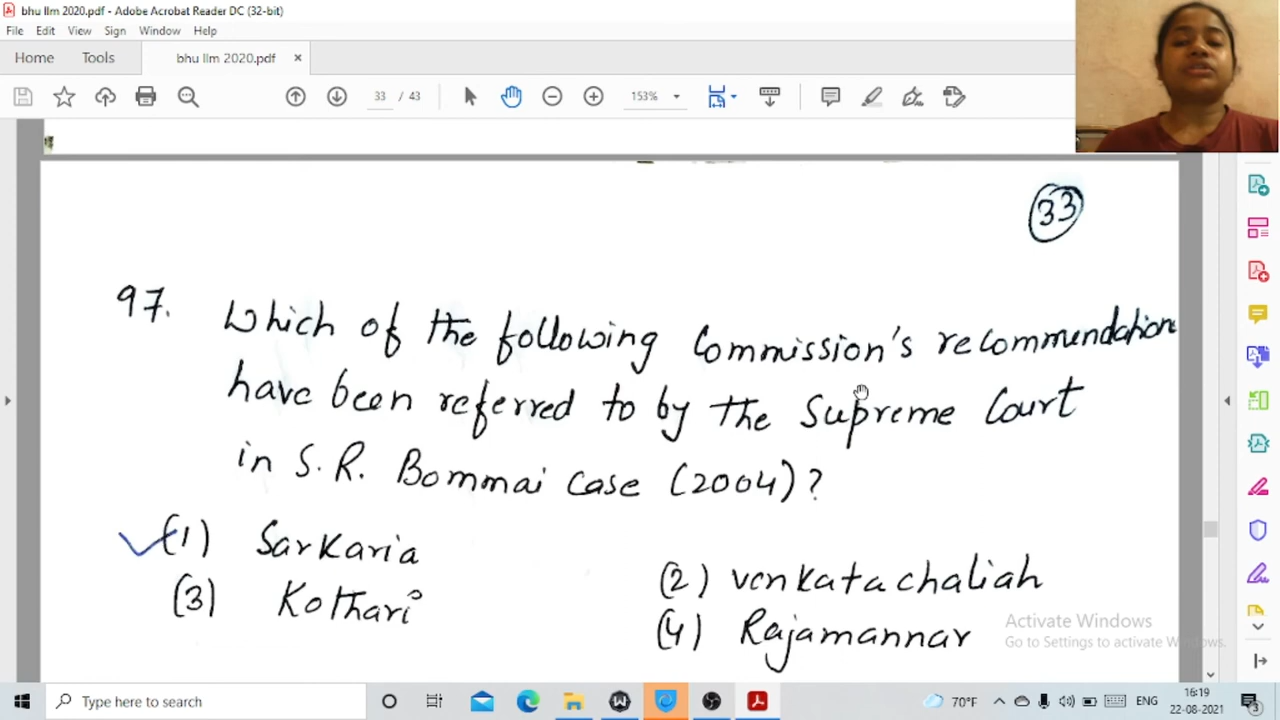 bhu llm 2020.pdf - Adobe Acrobat Reader DC (32-bit)
File Edit View Sign Window Help
Home Tools bhu llm 2020.pdf ×
33 / 43 153%
33
97. Which of the following Commission's recommendations
have been referred to by the Supreme Court
in S.R. Bommai case (2004)?
(1) Sarkaria
(2) Venkatachaliah
(3) Kothari
(4) Rajamannar
Activate Windows
Go to Settings to activate Windows.
Type here to search
70°F ENG 16:19
22-08-2021
3